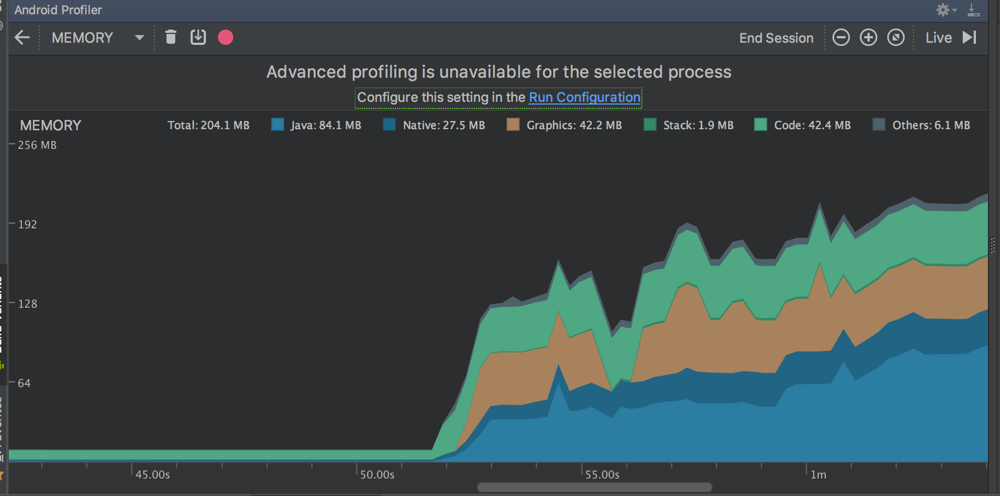 Android Profiler
MEMORY
End Session
Live
Advanced profiling is unavailable for the selected process
Configure this setting in the Run Configuration
MEMORY Total: 204.1 MB Java: 84.1 MB Native: 27.5 MB Graphics: 42.2 MB Stack: 1.9 MB Code: 42.4 MB Others: 6.1 MB
256 MB
192
128
64
45.00s 50.00s 55.00s 1m